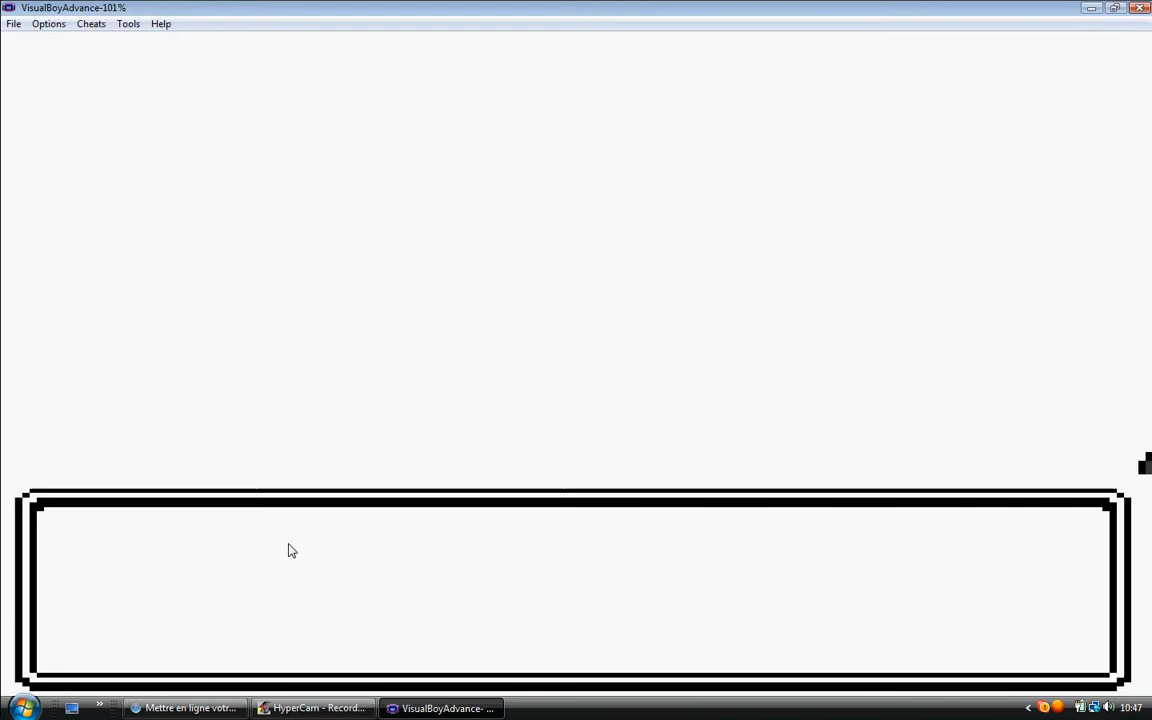 VisualBoyAdvance-101%
File Options Cheats Tools Help
Mettre en ligne votr... HyperCam - Record... VisualBoyAdvance- ... 10:47